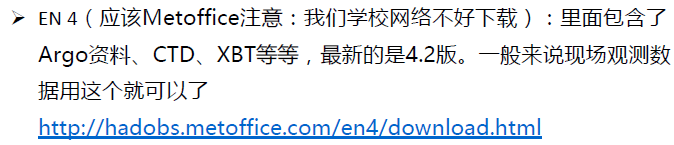 ➢ EN 4（应该Metoffice注意：我们学校网络不好下载）：里面包含了
Argo资料、CTD、XBT等等，最新的是4.2版。一般来说现场观测数
据用这个就可以了
http://hadobs.metoffice.com/en4/download.html